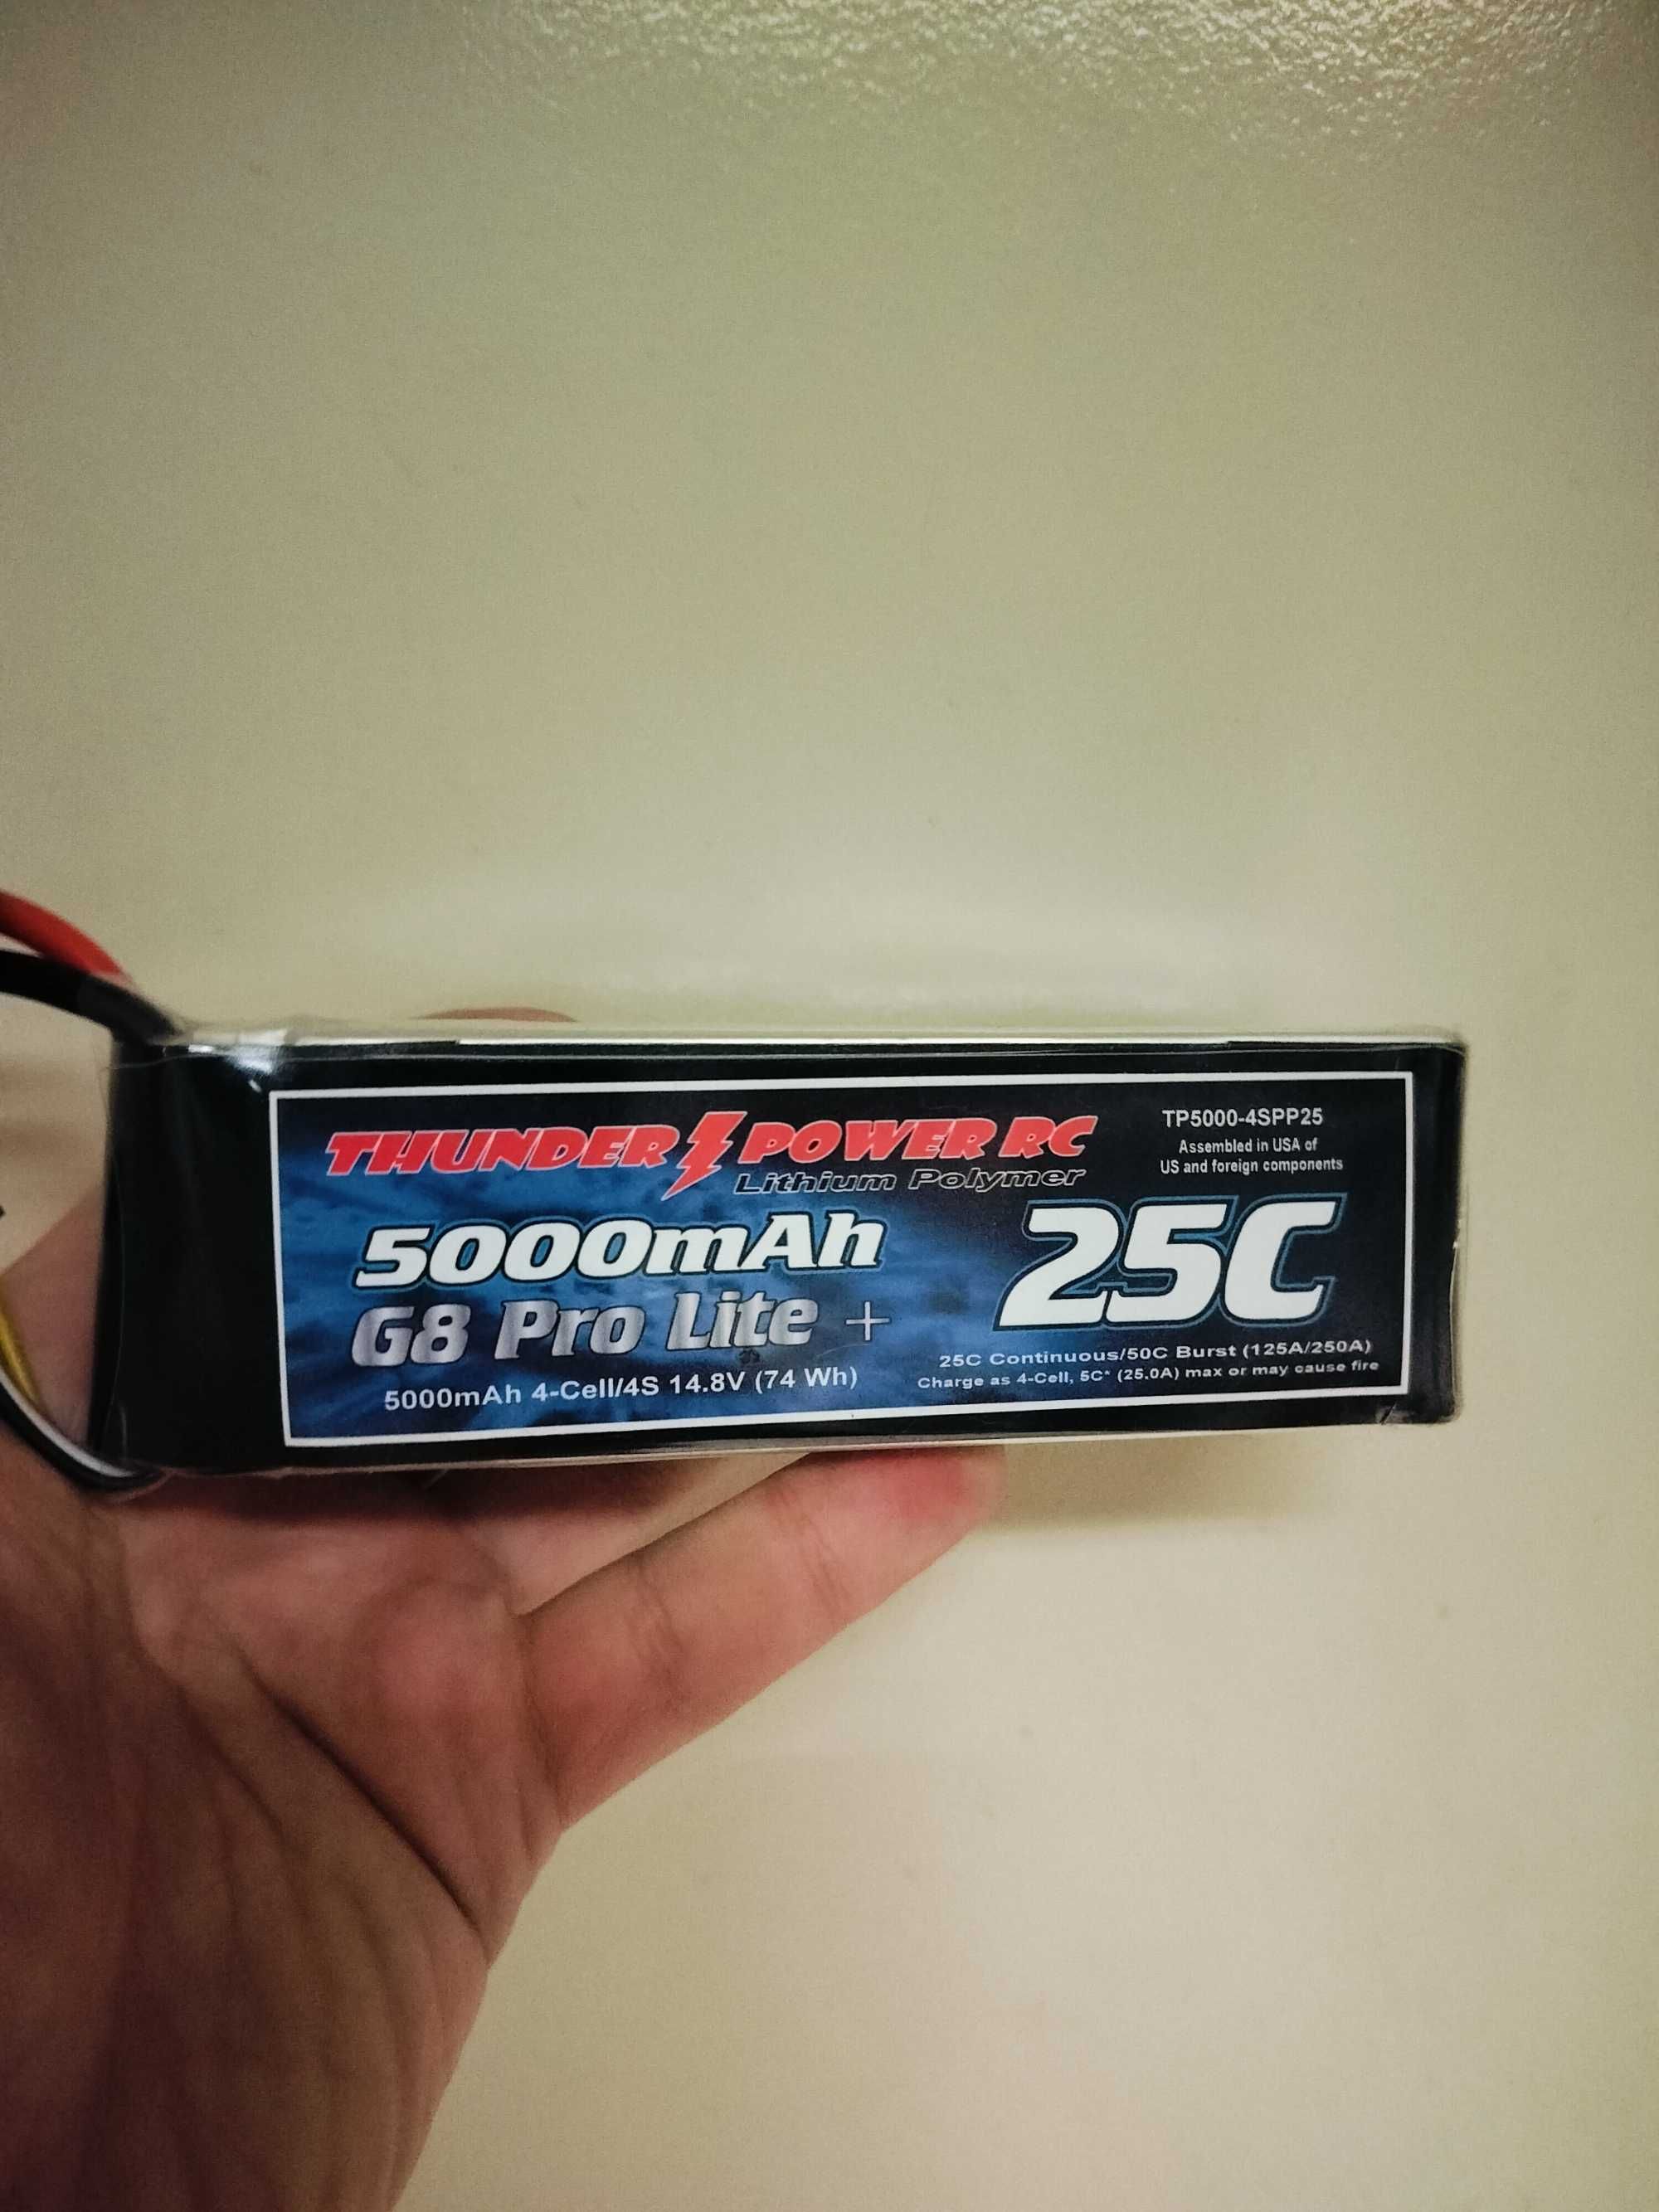 THUNDER POWER RC
Lithium Polymer
TP5000-4SPP25
Assembled in USA of
US and foreign components
5000mAh
G8 Pro Lite +
5000mAh 4-Cell/4S 14.8V (74 Wh)
25C
25C Continuous/50C Burst (125A/250A)
Charge as 4-Cell, 5C* (25.0A) max or may cause fire